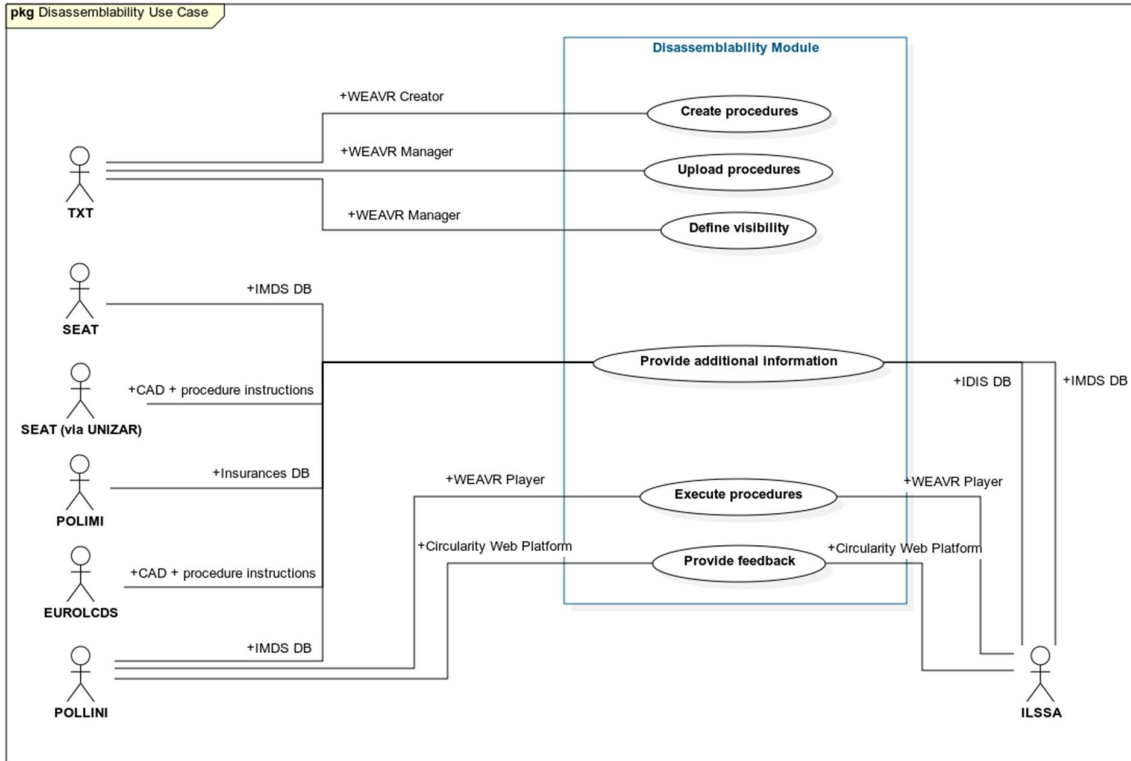 pkg Disassemblability Use Case
Disassemblability Module
+WEAVR Creator
Create procedures
+WEAVR Manager
Upload procedures
TXT
+WEAVR Manager
Define visibility
+IMDS DB
SEAT
Provide additional information
+IDIS DB
+IMDS DB
+CAD + procedure instructions
SEAT (via UNIZAR)
+Insurances DB
POLIMI
+WEAVR Player
Execute procedures
+WEAVR Player
+Circularity Web Platform
Provide feedback
+Circularity Web Platform
+CAD + procedure instructions
EUROLCDS
+IMDS DB
POLLINI
ILSSA